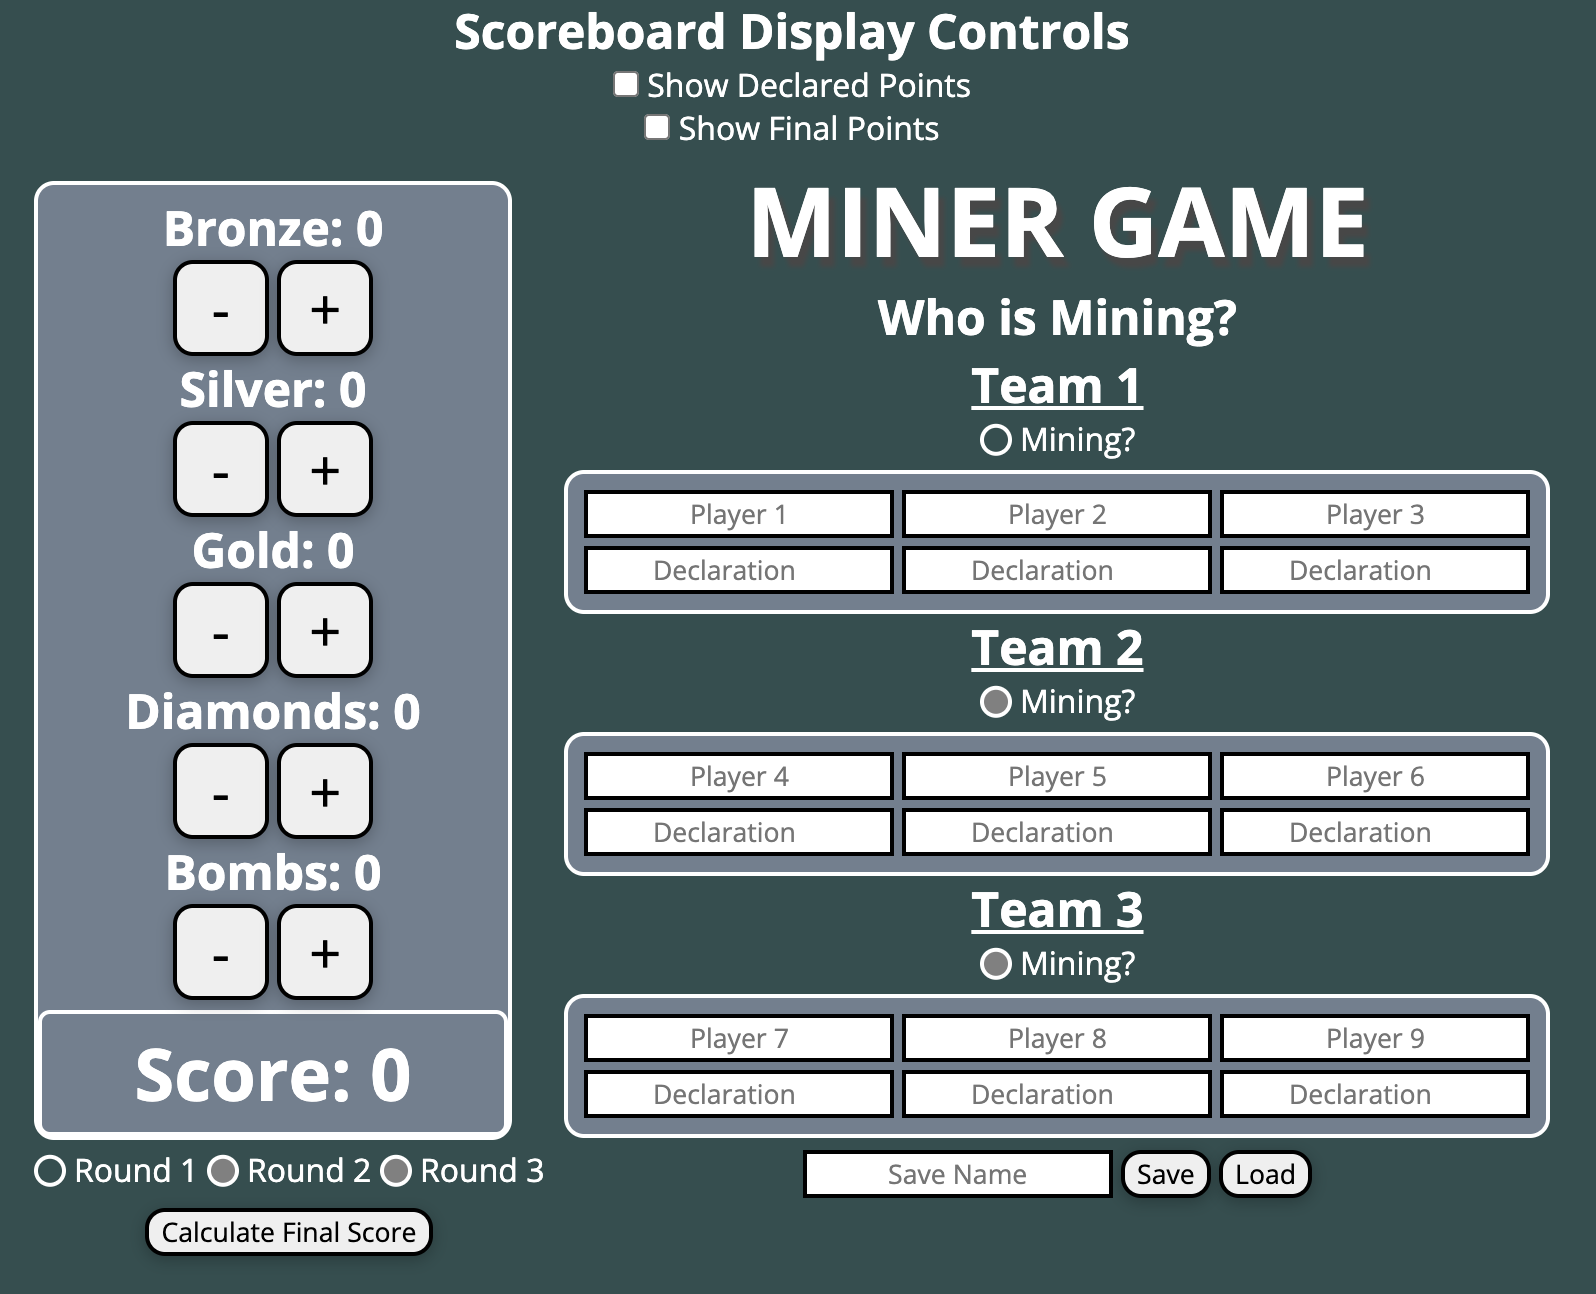 Scoreboard Display Controls
Show Declared Points
Show Final Points
Bronze: 0
- +
Silver: 0
- +
Gold: 0
- +
Diamonds: 0
- +
Bombs: 0
- +
Score: 0
Round 1 Round 2 Round 3
Calculate Final Score
MINER GAME
Who is Mining?
Team 1
Mining?
Player 1 Player 2 Player 3
Declaration Declaration Declaration
Team 2
Mining?
Player 4 Player 5 Player 6
Declaration Declaration Declaration
Team 3
Mining?
Player 7 Player 8 Player 9
Declaration Declaration Declaration
Save Name Save Load